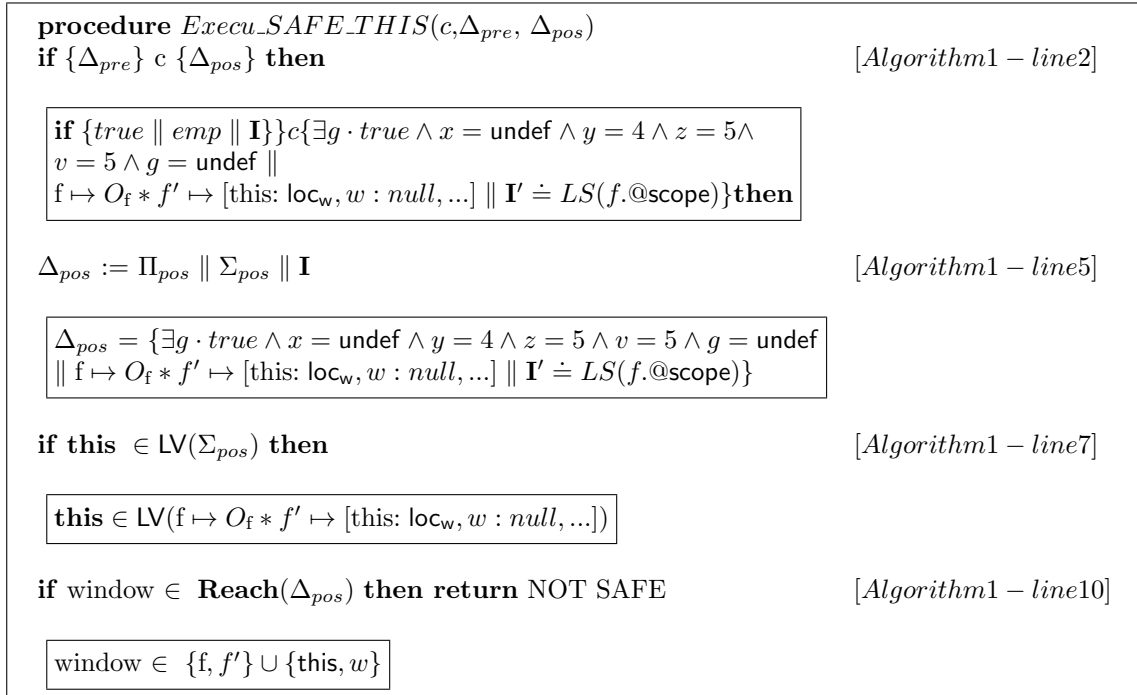 procedure Execu_SAFE_THIS(c,Δ_pre, Δ_pos)
if {Δ_pre} c {Δ_pos} then [Algorithm1 − line2]
if {true ∥ emp ∥ I}}c{∃g · true ∧ x = undef ∧ y = 4 ∧ z = 5∧
v = 5 ∧ g = undef ∥
f ↦ O_f ∗ f′ ↦ [this: loc_w, w : null, ...] ∥ I′ ≐ LS(f.@scope)}then
Δ_pos := Π_pos ∥ Σ_pos ∥ I [Algorithm1 − line5]
Δ_pos = {∃g · true ∧ x = undef ∧ y = 4 ∧ z = 5 ∧ v = 5 ∧ g = undef
∥ f ↦ O_f ∗ f′ ↦ [this: loc_w, w : null, ...] ∥ I′ ≐ LS(f.@scope)}
if this ∈ LV(Σ_pos) then [Algorithm1 − line7]
this ∈ LV(f ↦ O_f ∗ f′ ↦ [this: loc_w, w : null, ...])
if window ∈ Reach(Δ_pos) then return NOT SAFE [Algorithm1 − line10]
window ∈ {f, f′} ∪ {this, w}